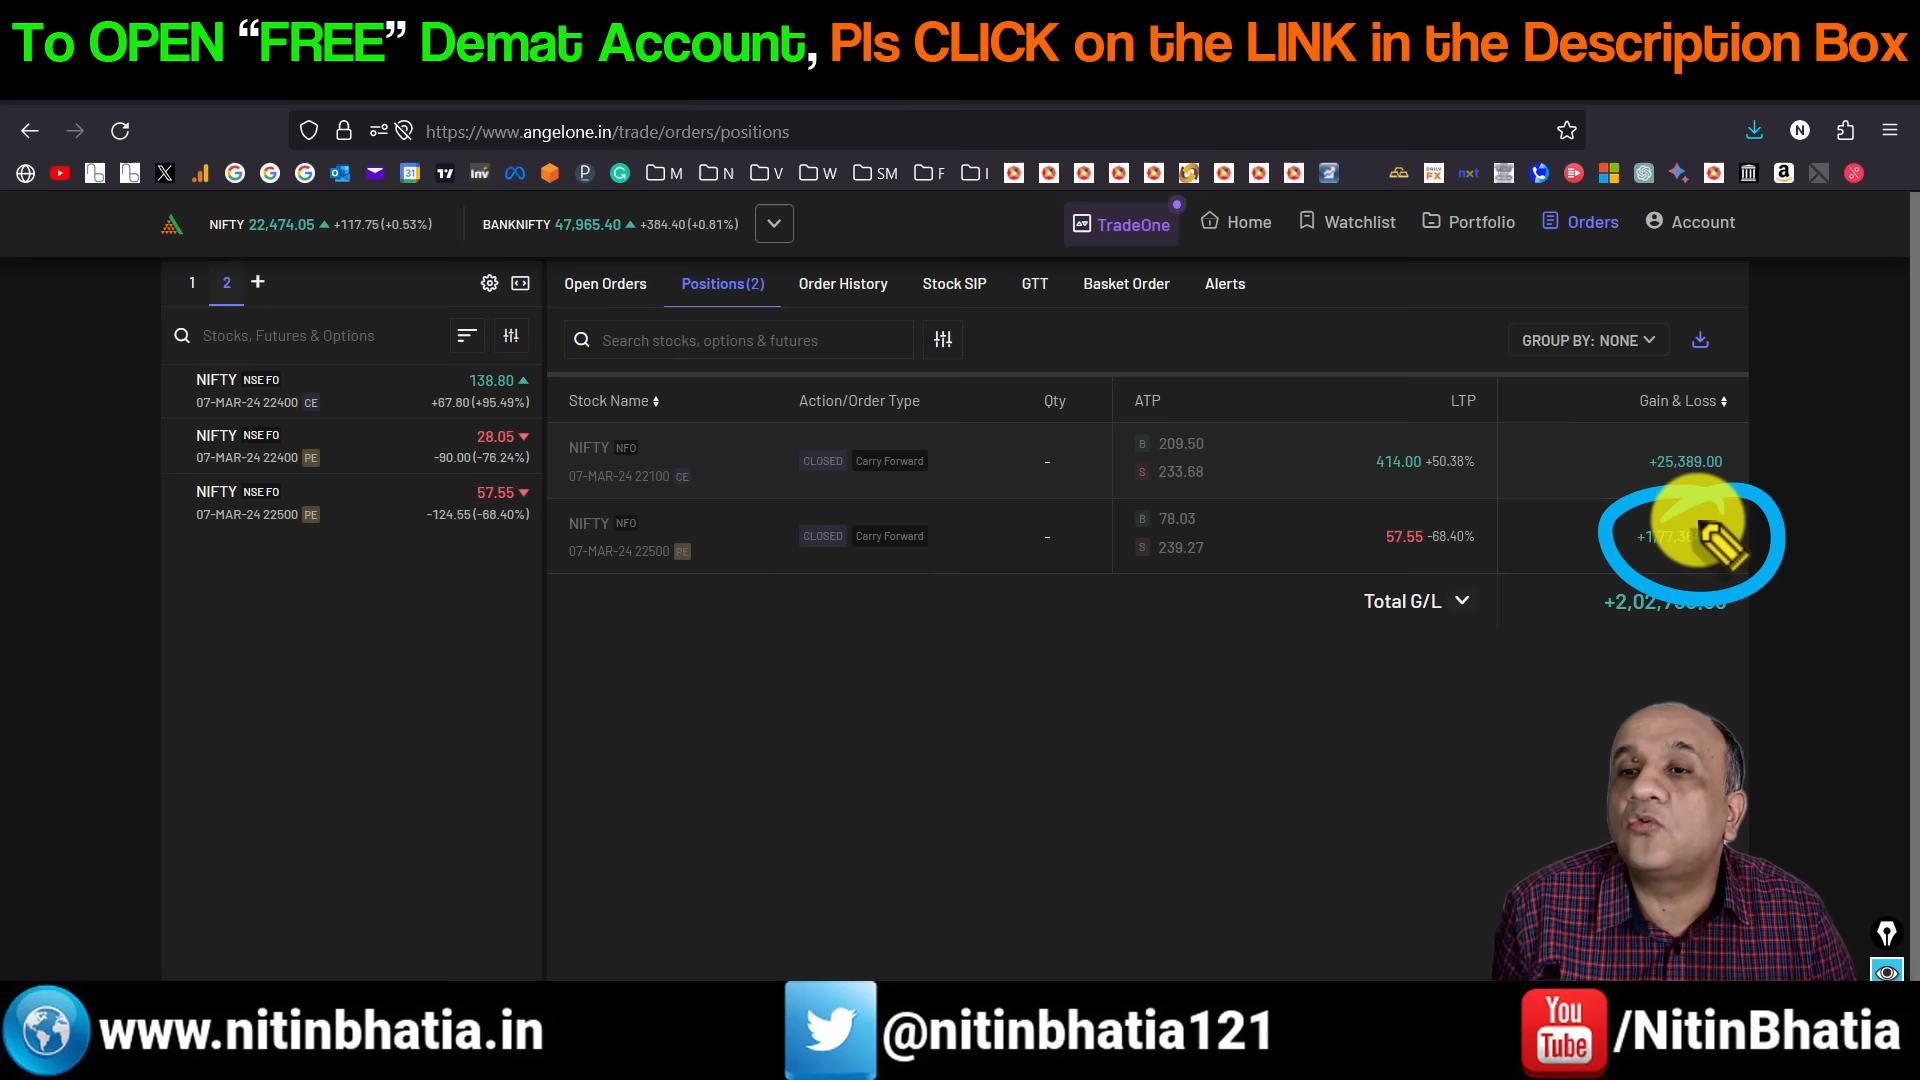 To OPEN “FREE” Demat Account, Pls CLICK on the LINK in the Description Box
https://www.angelone.in/trade/orders/positions
N
31
inv
P
M
N
V
W
SM
F
I
DAILY FX
nxt
NIFTY 22,474.05 +117.75 (+0.53%)
BANKNIFTY 47,965.40 +384.40 (+0.81%)
TradeOne
Home
Watchlist
Portfolio
Orders
Account
1 2 +
Open Orders
Positions (2)
Order History
Stock SIP
GTT
Basket Order
Alerts
Stocks, Futures & Options
Search stocks, options & futures
GROUP BY: NONE
NIFTY NSE FO 138.80
07-MAR-24 22400 CE +67.80 (+95.49%)
NIFTY NSE FO 28.05
07-MAR-24 22400 PE -90.00 (-76.24%)
NIFTY NSE FO 57.55
07-MAR-24 22500 PE -124.55 (-68.40%)
Stock Name Action/Order Type Qty ATP LTP Gain & Loss
NIFTY NFO
07-MAR-24 22100 CE
CLOSED Carry Forward
-
B 209.50
S 233.68
414.00 +50.38%
+25,389.00
NIFTY NFO
07-MAR-24 22500 PE
CLOSED Carry Forward
-
B 78.03
S 239.27
57.55 -68.40%
Total G/L
www.nitinbhatia.in
@nitinbhatia121
You Tube
/NitinBhatia